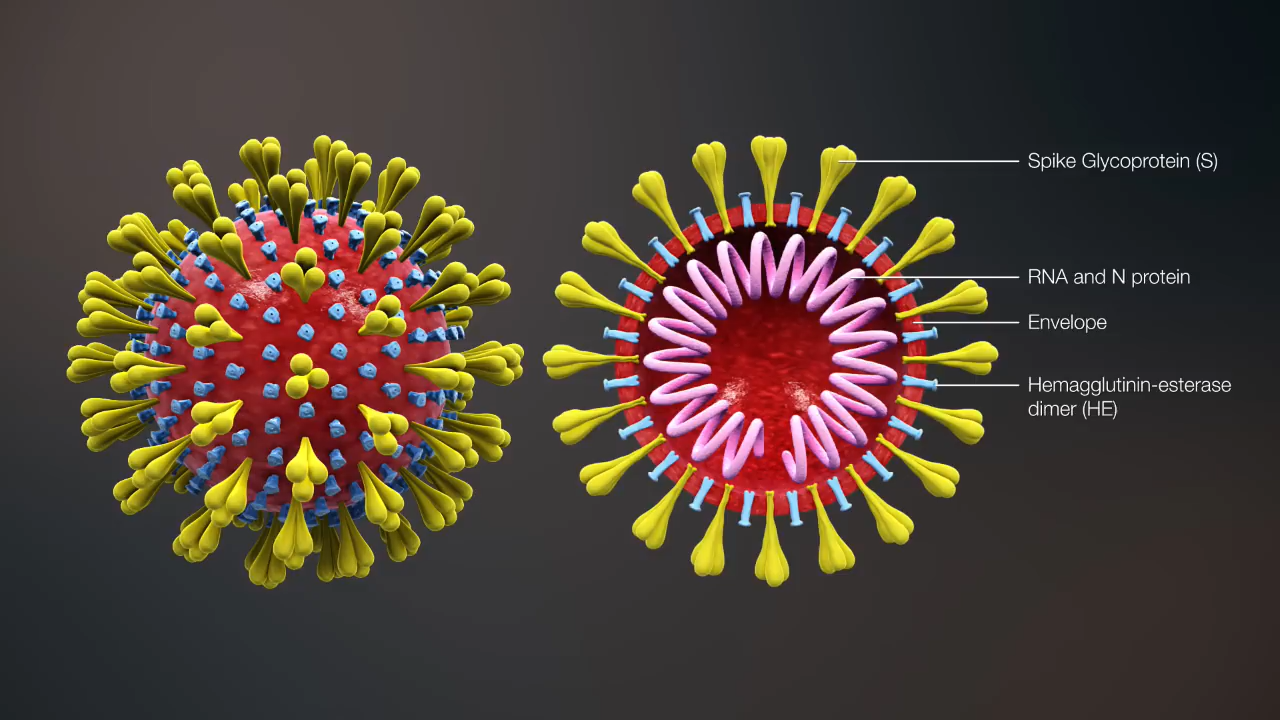 Spike Glycoprotein (S)
RNA and N protein
Envelope
Hemagglutinin-esterase
dimer (HE)